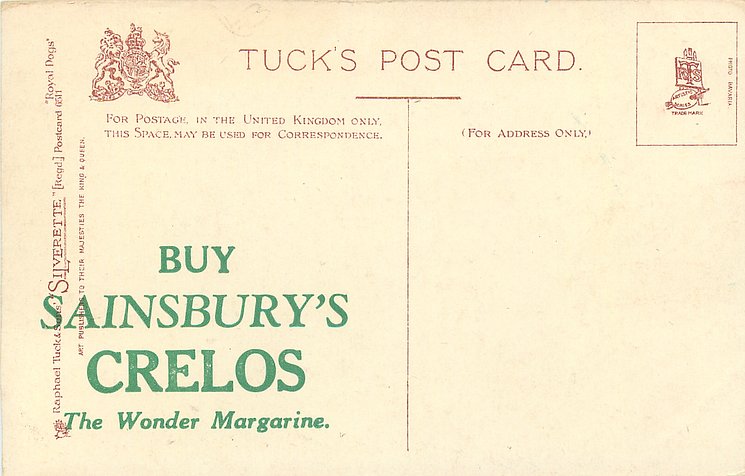 TUCK'S POST CARD.
FOR POSTAGE, IN THE UNITED KINGDOM ONLY,
THIS SPACE, MAY BE USED FOR CORRESPONDENCE.
(FOR ADDRESS ONLY.)
TRADE MARK
Raphael Tuck & Sons' "SILVERETTE" [Regd] Postcard 6511 "Royal Dogs"
ART PUBLISHERS TO THEIR MAJESTIES THE KING & QUEEN.
BUY
SAINSBURY'S
CRELOS
The Wonder Margarine.